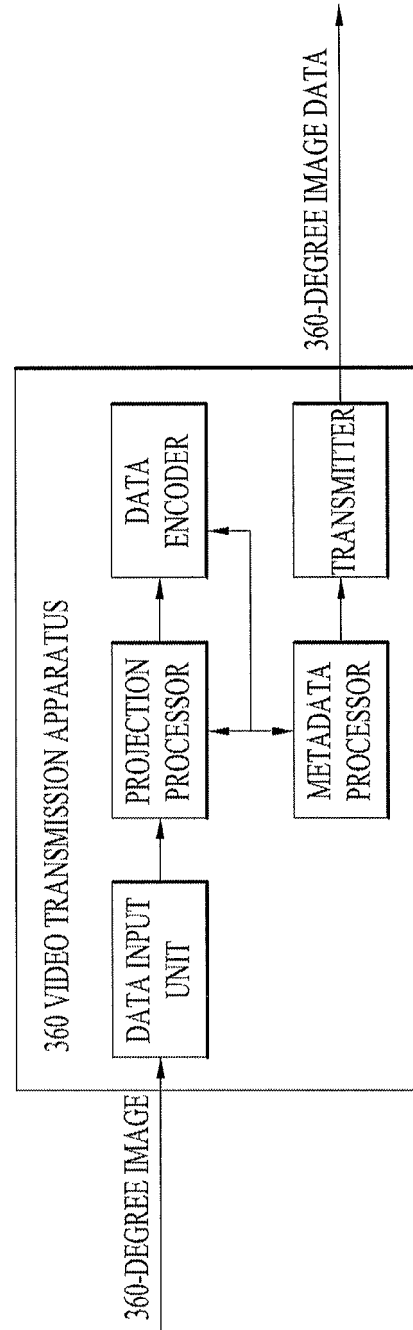 360 VIDEO TRANSMISSION APPARATUS
360-DEGREE IMAGE
DATA INPUT
UNIT
PROJECTION
PROCESSOR
DATA
ENCODER
METADATA
PROCESSOR
TRANSMITTER
360-DEGREE IMAGE DATA